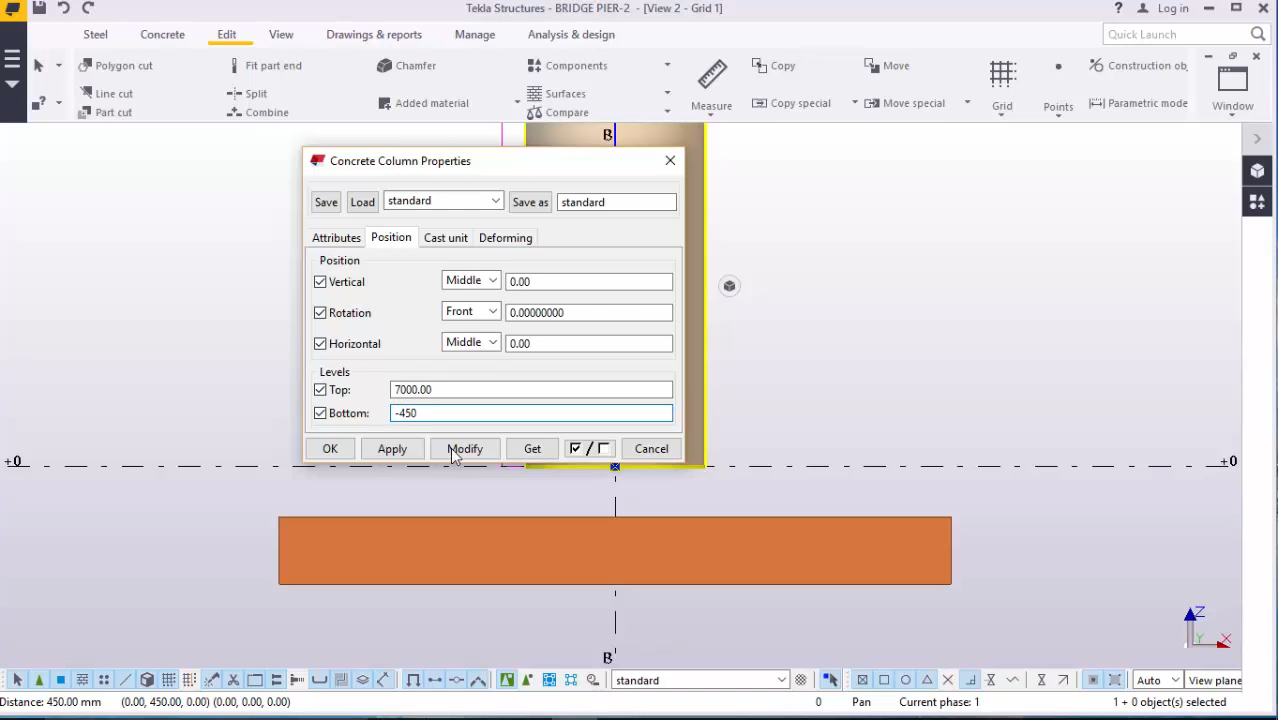 Tekla Structures - BRIDGE PIER-2 - [View 2 - Grid 1]
Log in
Steel
Concrete
Edit
View
Drawings & reports
Manage
Analysis & design
Quick Launch
Polygon cut
Fit part end
Chamfer
Components
Copy
Move
Construction obj
Line cut
Split
Added material
Surfaces
Measure
Copy special
Move special
Grid
Points
Parametric mode
Window
Part cut
Combine
Compare
B
Concrete Column Properties
Save
Load
standard
Save as
standard
Attributes
Position
Cast unit
Deforming
Position
Vertical
Middle
0.00
Rotation
Front
0.00000000
Horizontal
Middle
0.00
Levels
Top:
7000.00
Bottom:
-450
OK
Apply
Modify
Get
/
Cancel
+0
+0
Z
Y
X
B
standard
Auto
View plane
Distance: 450.00 mm
(0.00, 450.00, 0.00) (0.00, 0.00, 0.00)
0
Pan
Current phase: 1
1 + 0 object(s) selected